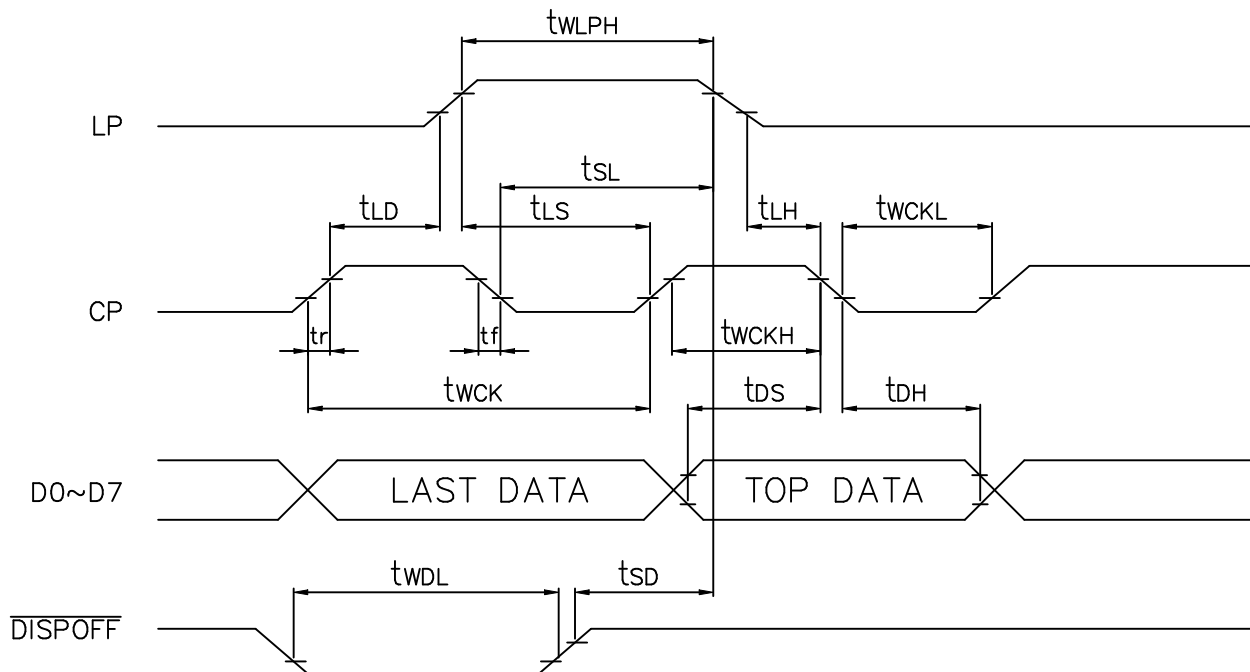 tWLPH
LP
tSL
tLD tLS tLH tWCKL
CP
tr tf tWCKH
tWCK tDS tDH
D0~D7 LAST DATA TOP DATA
tWDL tSD
DISPOFF